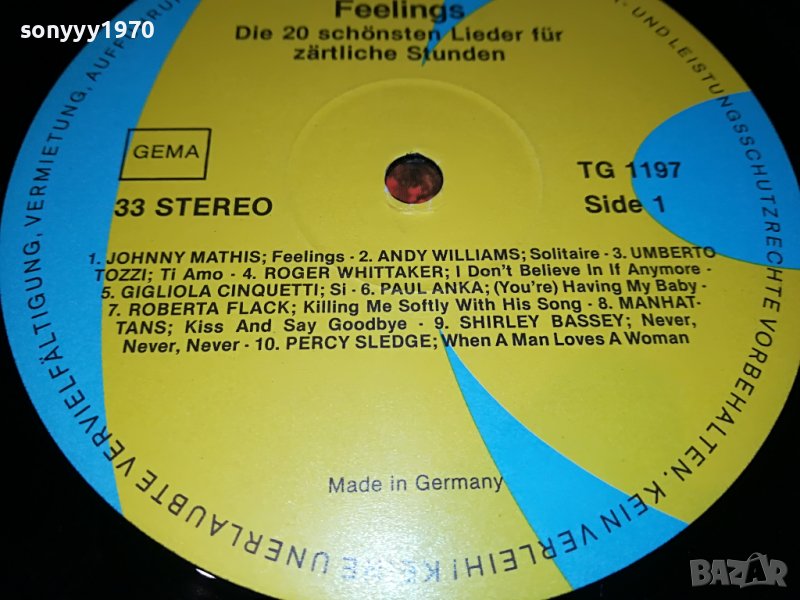 sonyyy1970
Feelings
Die 20 schönsten Lieder für
zärtliche Stunden
GEMA
33 STEREO
TG 1197
Side 1
1. JOHNNY MATHIS; Feelings - 2. ANDY WILLIAMS; Solitaire - 3. UMBERTO
TOZZI; Ti Amo - 4. ROGER WHITTAKER; I Don't Believe In If Anymore -
5. GIGLIOLA CINQUETTI; Si - 6. PAUL ANKA; (You're) Having My Baby -
7. ROBERTA FLACK; Killing Me Softly With His Song - 8. MANHAT-
TANS; Kiss And Say Goodbye - 9. SHIRLEY BASSEY; Never,
Never, Never - 10. PERCY SLEDGE; When A Man Loves A Woman
Made in Germany
UND LEISTUNGSSCHUTZRECHTE VORBEHALTEN. KEIN VERLEIH! KEINE UNERLAUBTE VERVIELFÄLTIGUNG, VERMIETUNG,
BAZAR